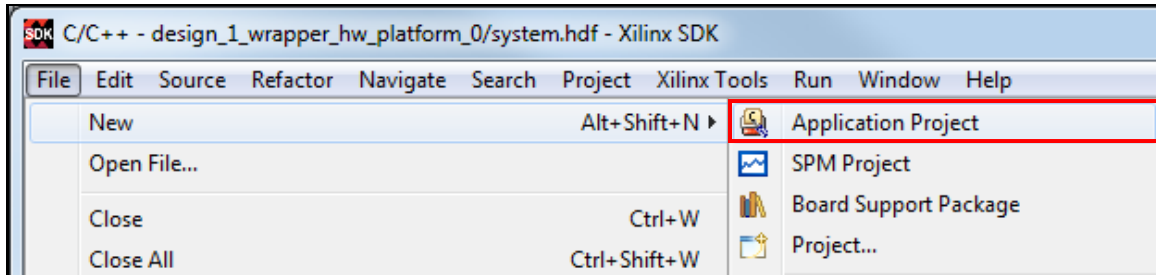 SDK C/C++ - design_1_wrapper_hw_platform_0/system.hdf - Xilinx SDK
File Edit Source Refactor Navigate Search Project Xilinx Tools Run Window Help
New Alt+Shift+N Application Project
Open File... SPM Project
Board Support Package
Close Ctrl+W
Project...
Close All Ctrl+Shift+W